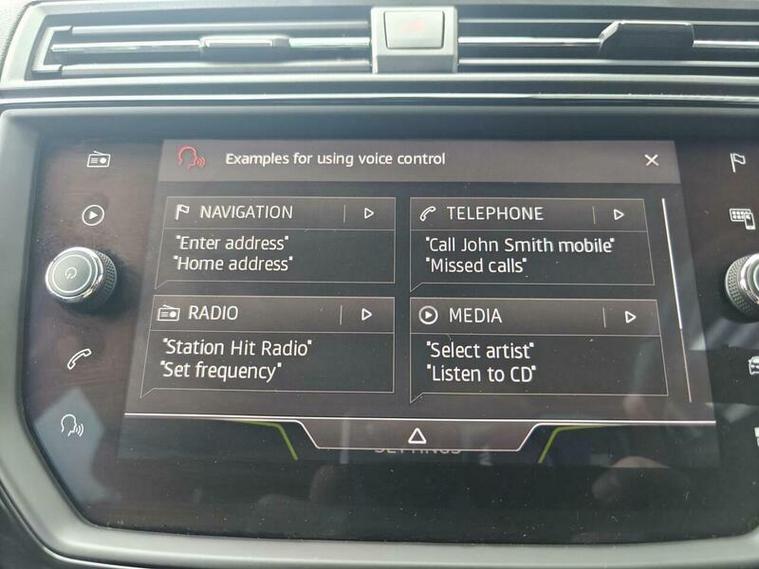 Examples for using voice control
NAVIGATION
"Enter address"
"Home address"
TELEPHONE
"Call John Smith mobile"
"Missed calls"
RADIO
"Station Hit Radio"
"Set frequency"
MEDIA
"Select artist"
"Listen to CD"